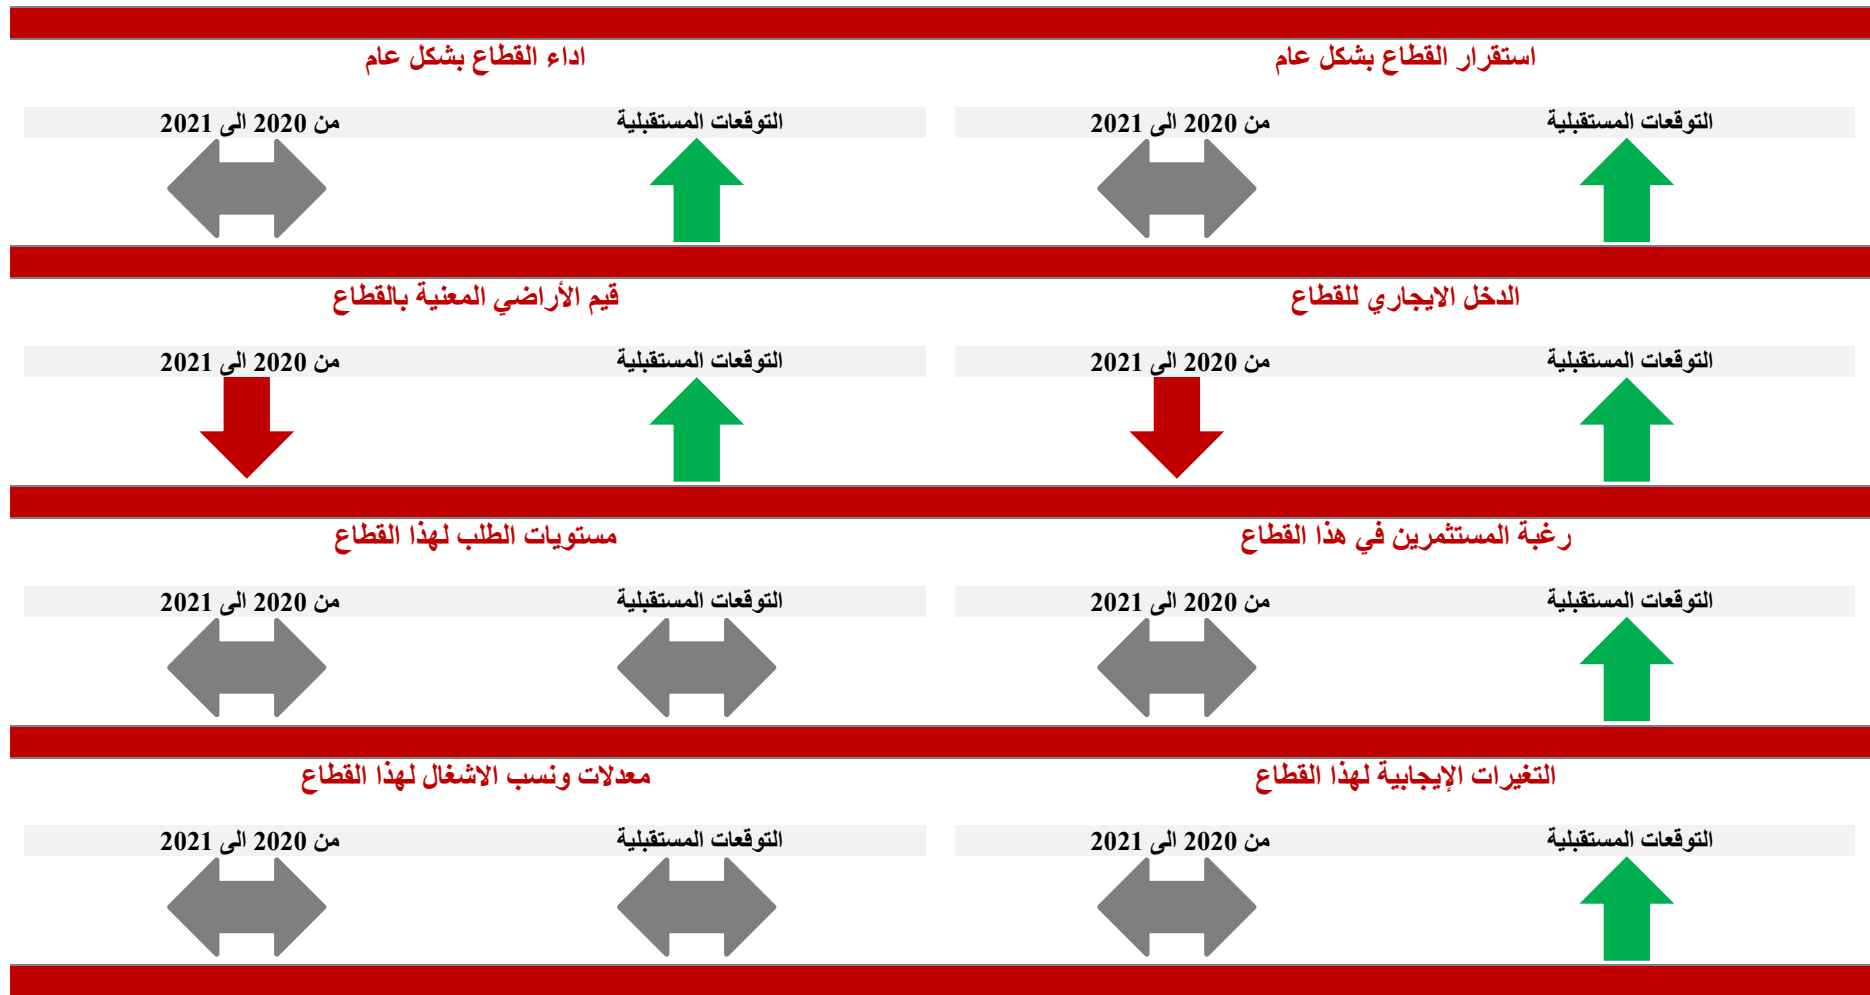 استقرار القطاع بشكل عام
اداء القطاع بشكل عام
التوقعات المستقبلية
من 2020 الى 2021
التوقعات المستقبلية
من 2020 الى 2021
الدخل الايجاري للقطاع
قيم الأراضي المعنية بالقطاع
التوقعات المستقبلية
من 2020 الى 2021
التوقعات المستقبلية
من 2020 الى 2021
رغبة المستثمرين في هذا القطاع
مستويات الطلب لهذا القطاع
التوقعات المستقبلية
من 2020 الى 2021
التوقعات المستقبلية
من 2020 الى 2021
التغيرات الإيجابية لهذا القطاع
معدلات ونسب الاشغال لهذا القطاع
التوقعات المستقبلية
من 2020 الى 2021
التوقعات المستقبلية
من 2020 الى 2021